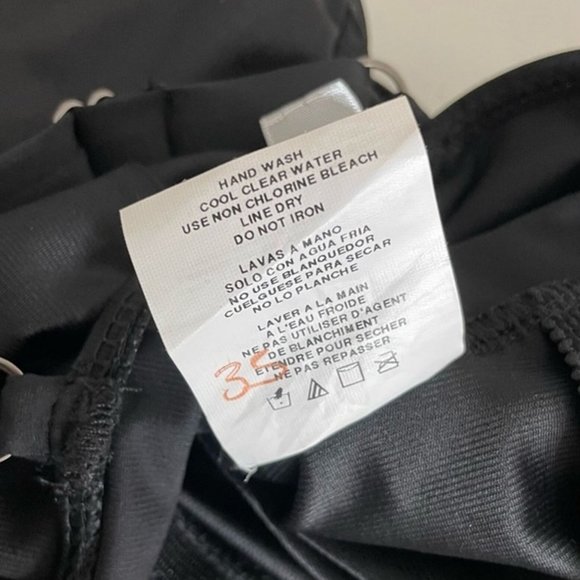 HAND WASH
COOL CLEAR WATER
USE NON CHLORINE BLEACH
LINE DRY
DO NOT IRON
LAVAS A MANO
SOLO CON AGUA FRIA
NO USE BLANQUEDOR
CUELGUESE PARA SECAR
NO LO PLANCHE
LAVER A LA MAIN
A L'EAU FROIDE
NE PAS UTILISER D'AGENT
DE BLANCHIMENT
ETENDRE POUR SECHER
NE PAS REPASSER
35